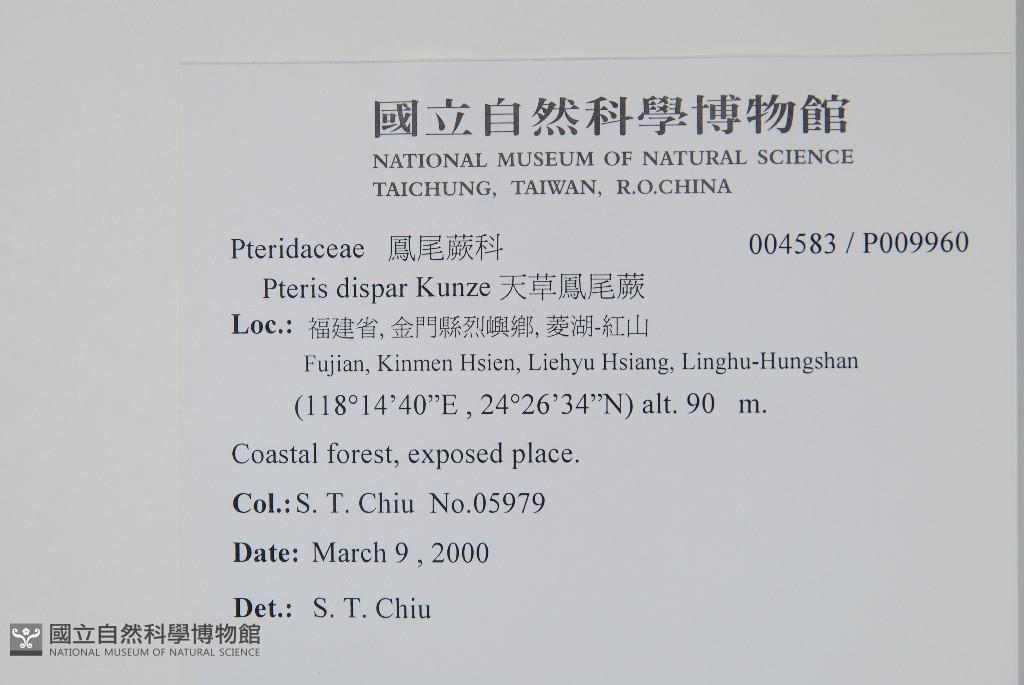 國立自然科學博物館
NATIONAL MUSEUM OF NATURAL SCIENCE
TAICHUNG, TAIWAN, R.O.CHINA
Pteridaceae 鳳尾蕨科 004583 / P009960
Pteris dispar Kunze 天草鳳尾蕨
Loc.: 福建省, 金門縣烈嶼鄉, 菱湖-紅山
Fujian, Kinmen Hsien, Liehyu Hsiang, Linghu-Hungshan
(118°14’40”E , 24°26’34”N) alt. 90 m.
Coastal forest, exposed place.
Col.: S. T. Chiu No.05979
Date: March 9 , 2000
Det.: S. T. Chiu
國立自然科學博物館
NATIONAL MUSEUM OF NATURAL SCIENCE